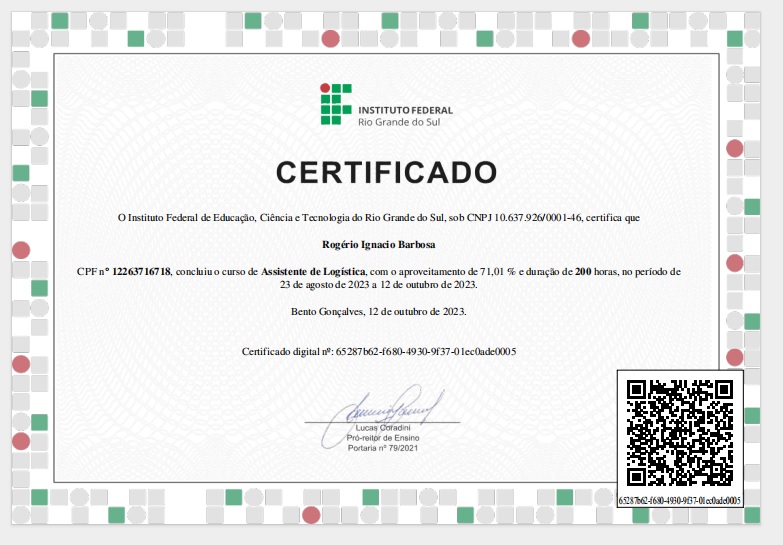 INSTITUTO FEDERAL
Rio Grande do Sul
CERTIFICADO
O Instituto Federal de Educação, Ciência e Tecnologia do Rio Grande do Sul, sob CNPJ 10.637.926/0001-46, certifica que
Rogério Ignacio Barbosa
CPF nº 12263716718, concluiu o curso de Assistente de Logística, com o aproveitamento de 71,01 % e duração de 200 horas, no período de
23 de agosto de 2023 a 12 de outubro de 2023.
Bento Gonçalves, 12 de outubro de 2023.
Certificado digital nº: 65287b62-f680-4930-9f37-01ec0ade0005
Lucas Coradini
Pró-reitor de Ensino
Portaria nº 79/2021
65287b62-f680-4930-9f37-01ec0ade0005